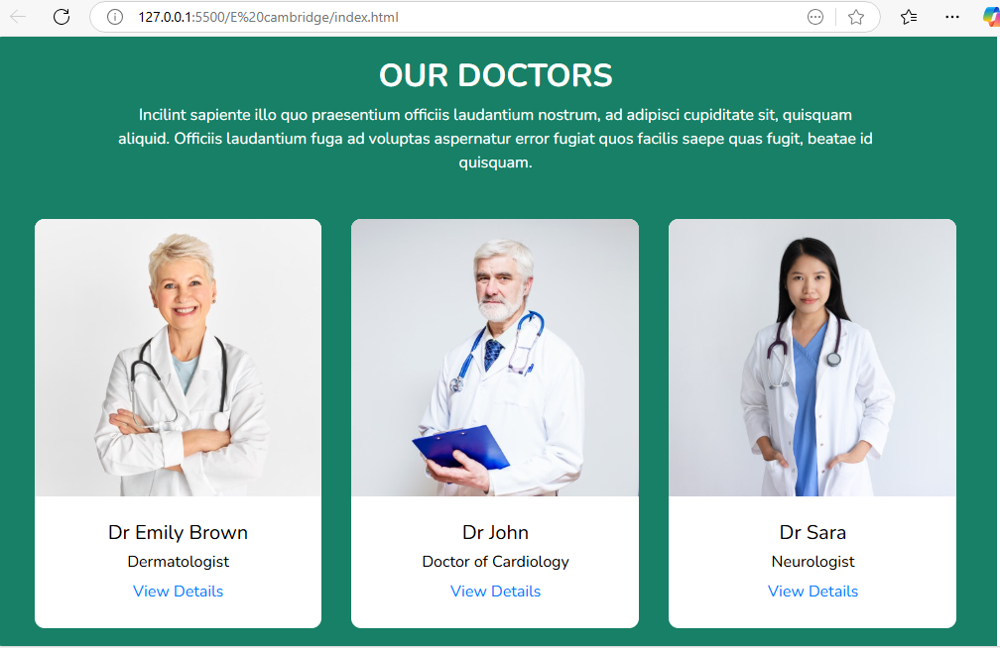 127.0.0.1:5500/E%20cambridge/index.html
OUR DOCTORS
Incilint sapiente illo quo praesentium officiis laudantium nostrum, ad adipisci cupiditate sit, quisquam
aliquid. Officiis laudantium fuga ad voluptas aspernatur error fugiat quos facilis saepe quas fugit, beatae id
quisquam.
Dr Emily Brown
Dermatologist
View Details
Dr John
Doctor of Cardiology
View Details
Dr Sara
Neurologist
View Details